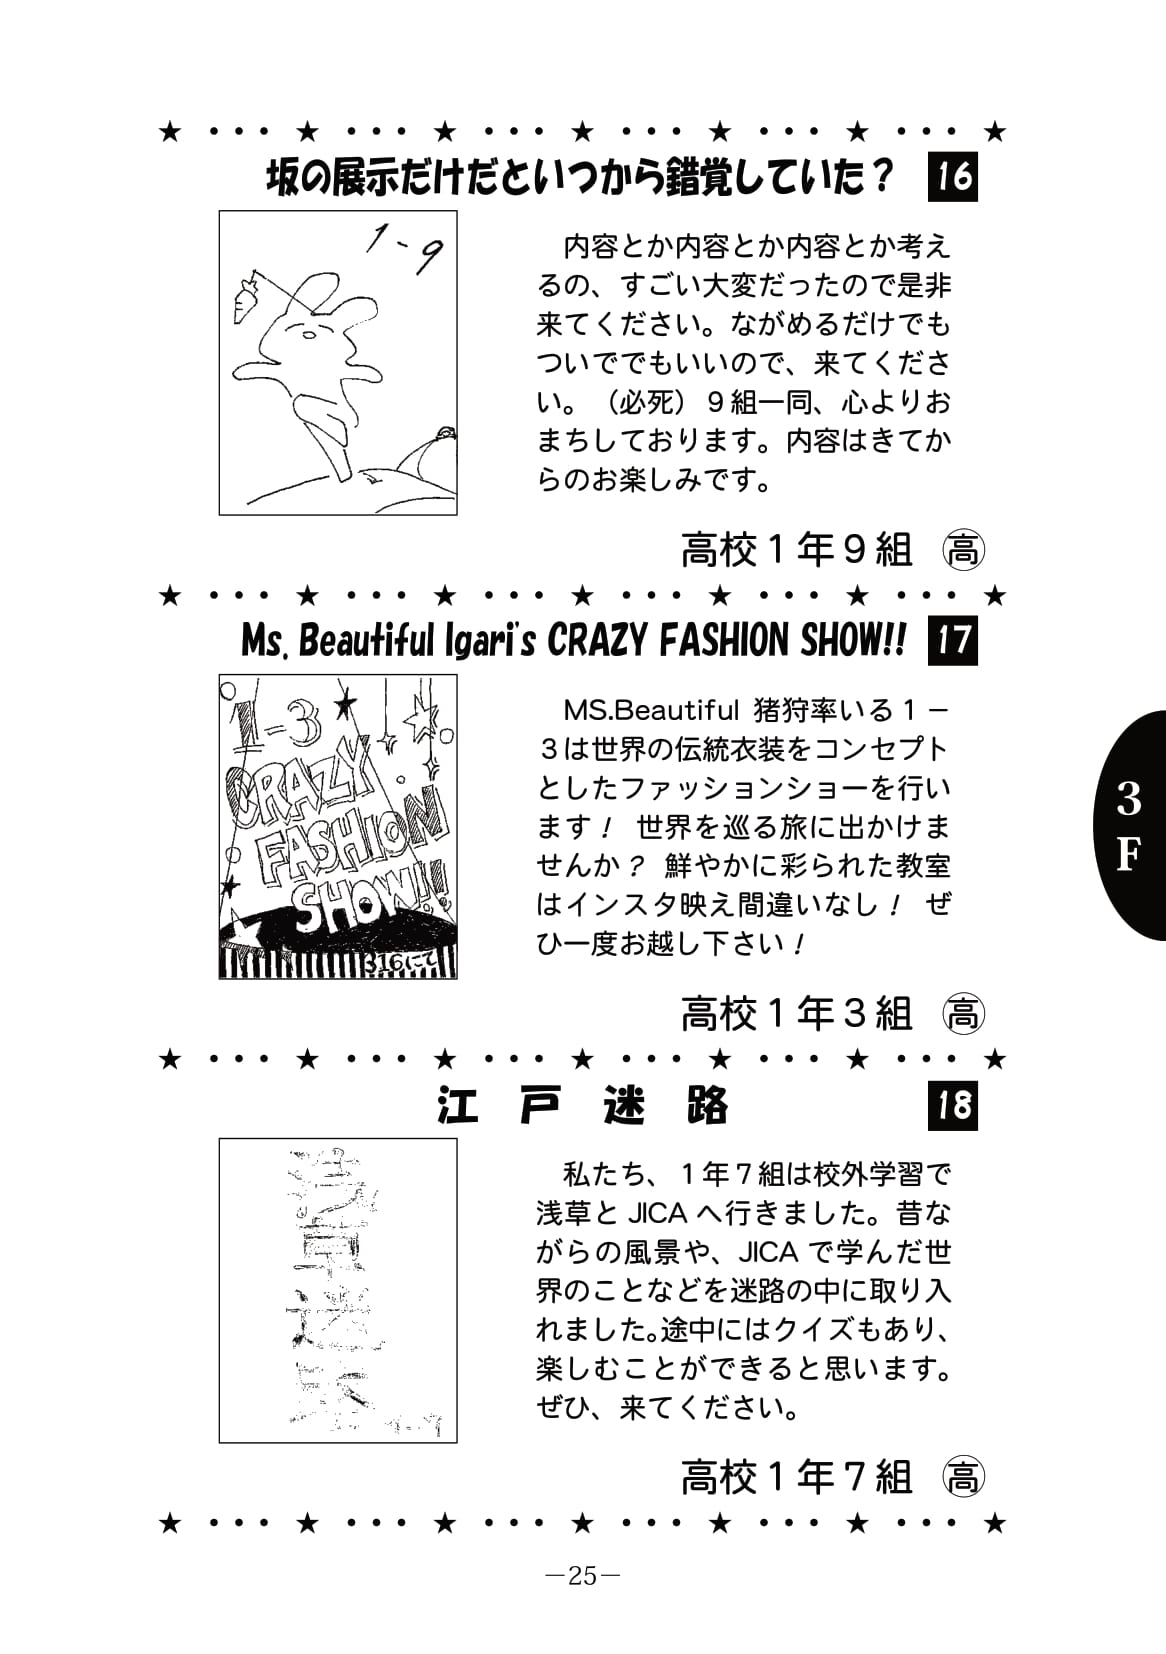 坂の展示だけだといつから錯覚していた？ 16
1-9
内容とか内容とか内容とか考え
るの、すごい大変だったので是非
来てください。ながめるだけでも
ついででもいいので、来てくださ
い。（必死）９組一同、心よりお
まちしております。内容はきてか
らのお楽しみです。
高校１年９組 ㊤高
Ms. Beautiful Igari's CRAZY FASHION SHOW!! 17
1-3
CRAZY
FASHION
SHOW!!
316にて
MS.Beautiful 猪狩率いる１－
３は世界の伝統衣装をコンセプト
としたファッションショーを行い
ます！ 世界を巡る旅に出かけま
せんか？ 鮮やかに彩られた教室
はインスタ映え間違いなし！ ぜ
ひ一度お越し下さい！
高校１年３組 高
3F
江戸迷路 18
浅草迷路
1-7
私たち、１年７組は校外学習で
浅草と JICA へ行きました。昔な
がらの風景や、JICA で学んだ世
界のことなどを迷路の中に取り入
れました。途中にはクイズもあり、
楽しむことができると思います。
ぜひ、来てください。
高校１年７組 高
―25―